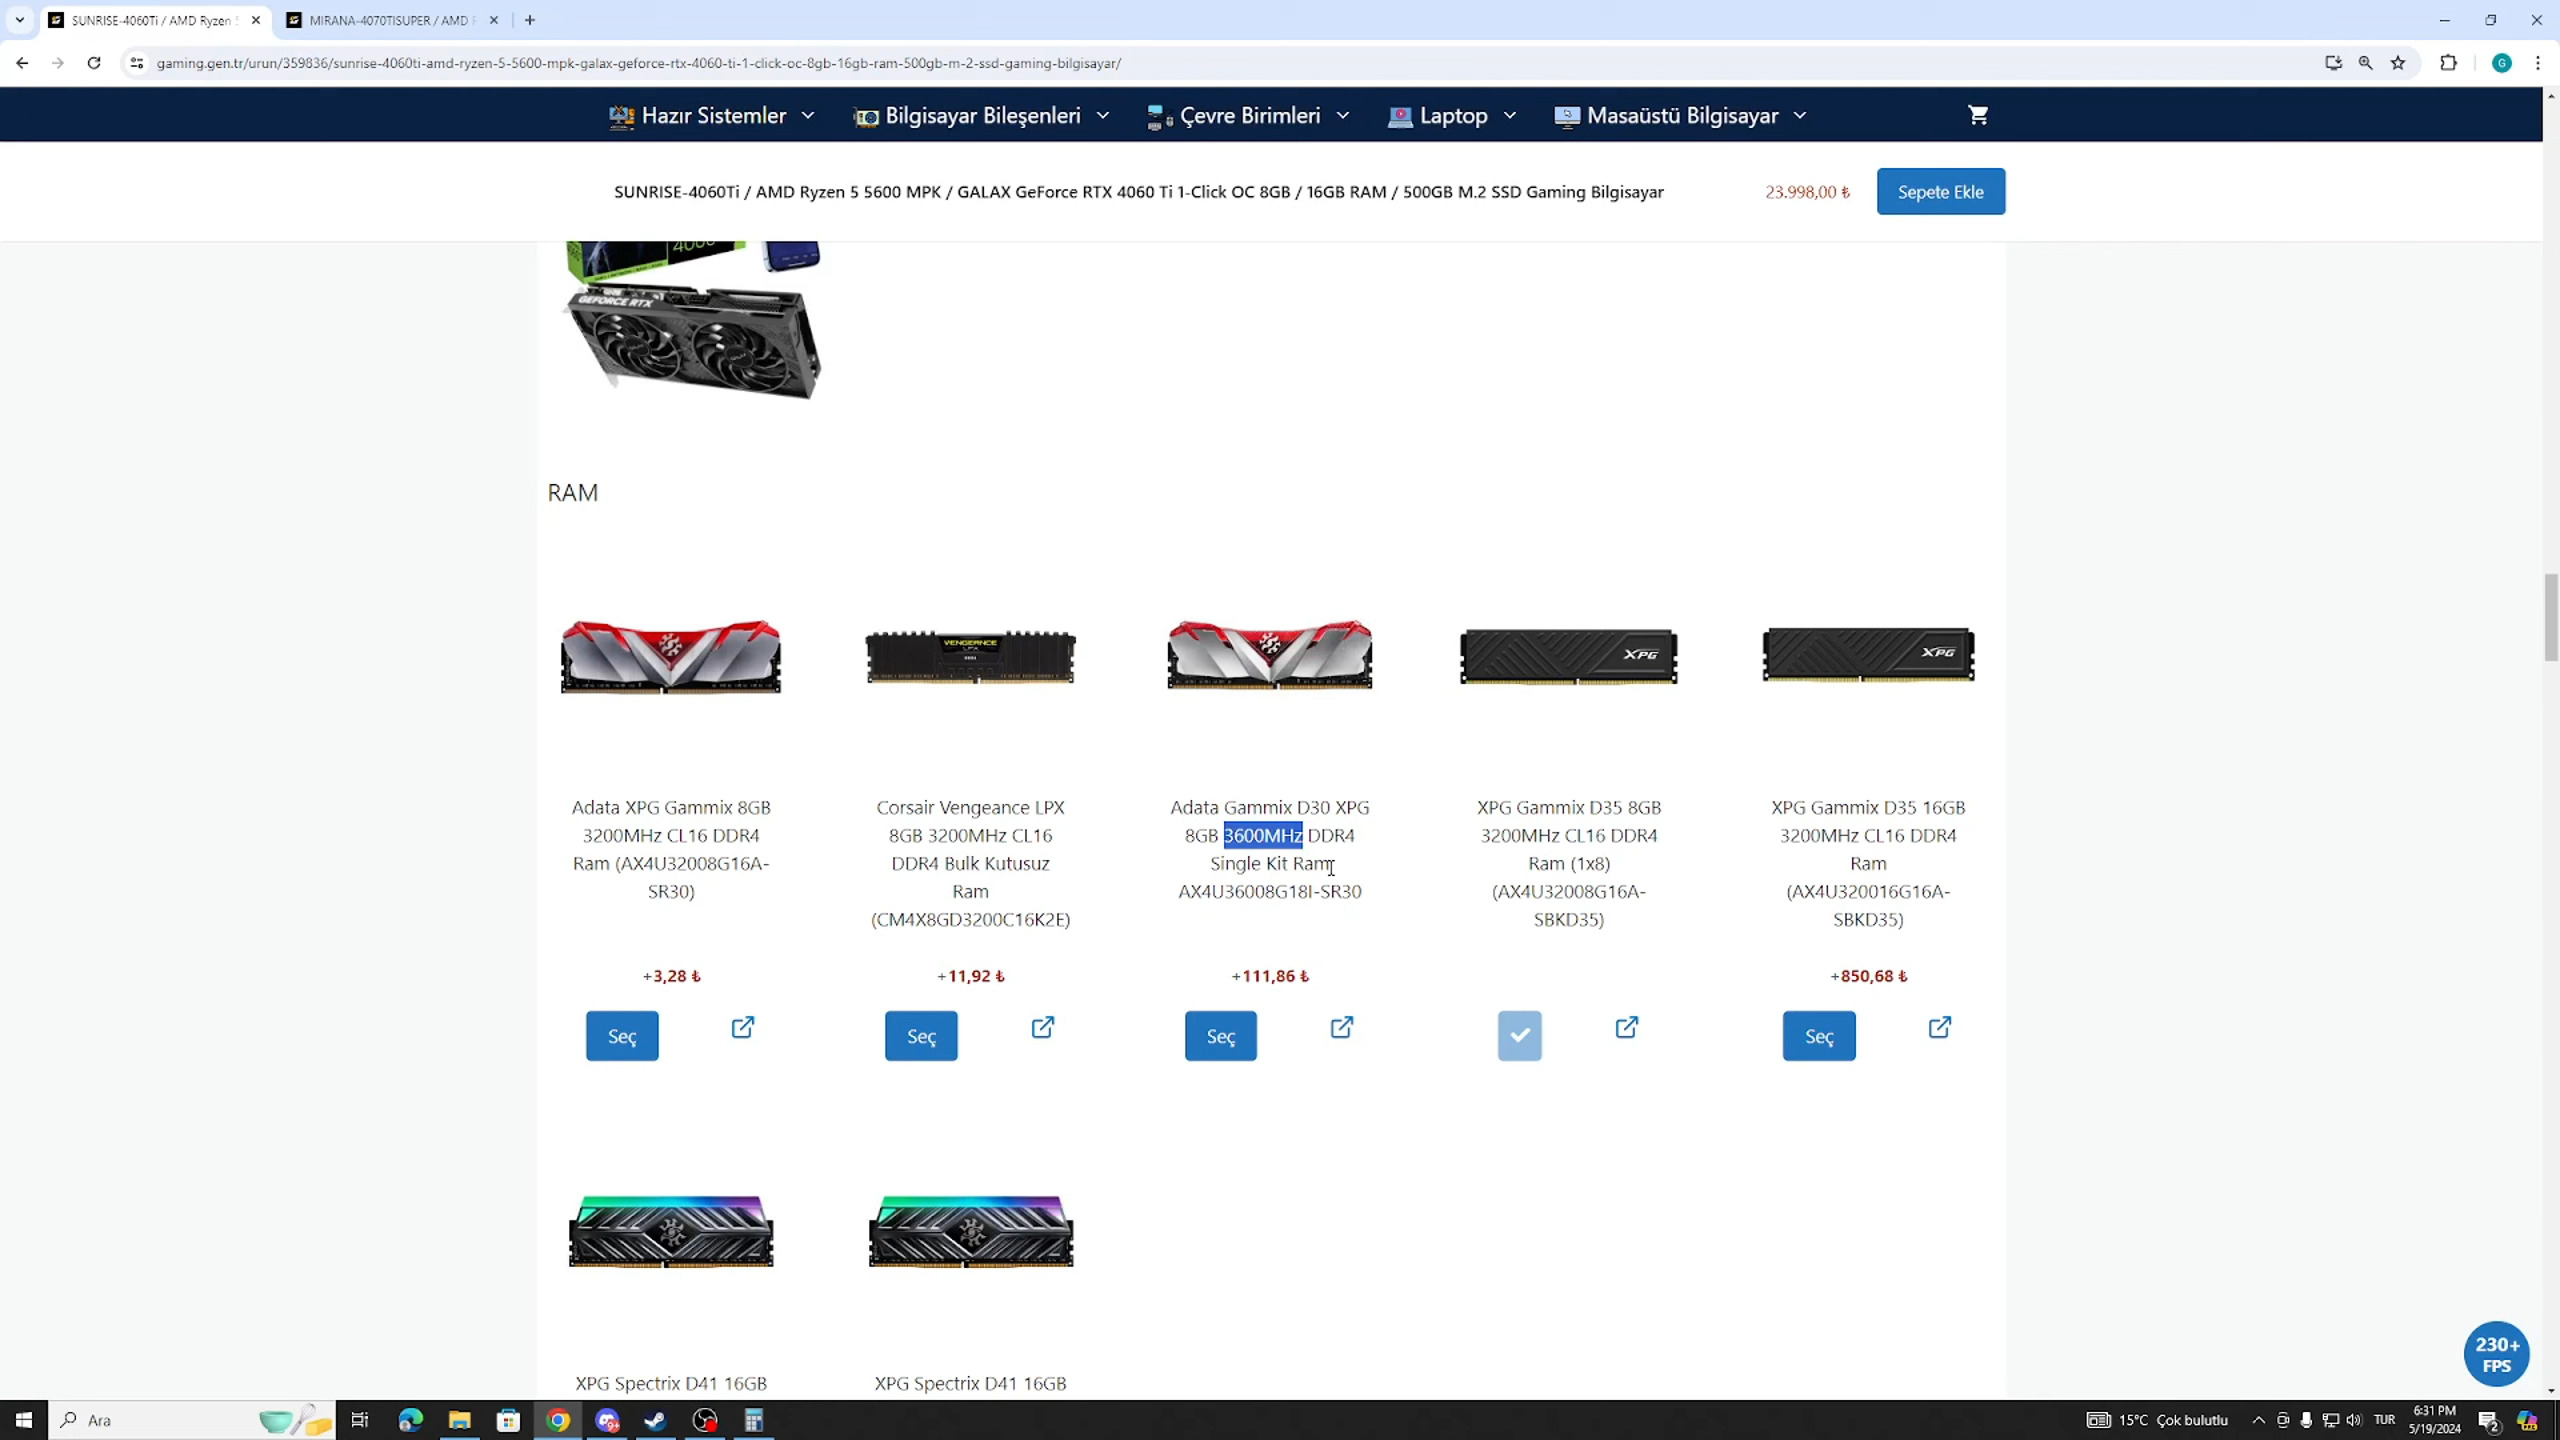 SUNRISE-4060Ti / AMD Ryzen 5
MIRANA-4070TISUPER / AMD
gaming.gen.tr/urun/359836/sunrise-4060ti-amd-ryzen-5-5600-mpk-galax-geforce-rtx-4060-ti-1-click-oc-8gb-16gb-ram-500gb-m-2-ssd-gaming-bilgisayar/
G
Hazır Sistemler
Bilgisayar Bileşenleri
Çevre Birimleri
Laptop
Masaüstü Bilgisayar
SUNRISE-4060Ti / AMD Ryzen 5 5600 MPK / GALAX GeForce RTX 4060 Ti 1-Click OC 8GB / 16GB RAM / 500GB M.2 SSD Gaming Bilgisayar
23.998,00 ₺
Sepete Ekle
GEFORCE RTX
RAM
VENGEANCE
LPX
XPG
XPG
Adata XPG Gammix 8GB
3200MHz CL16 DDR4
Ram (AX4U32008G16A-
SR30)
+3,28 ₺
Seç
Corsair Vengeance LPX
8GB 3200MHz CL16
DDR4 Bulk Kutusuz
Ram
(CM4X8GD3200C16K2E)
+11,92 ₺
Seç
Adata Gammix D30 XPG
8GB 3600MHz DDR4
Single Kit Ram
AX4U36008G18I-SR30
+111,86 ₺
Seç
XPG Gammix D35 8GB
3200MHz CL16 DDR4
Ram (1x8)
(AX4U32008G16A-
SBKD35)
XPG Gammix D35 16GB
3200MHz CL16 DDR4
Ram
(AX4U320016G16A-
SBKD35)
+850,68 ₺
Seç
XPG Spectrix D41 16GB
XPG Spectrix D41 16GB
230+
FPS
Ara
15°C Çok bulutlu
TUR
6:31 PM
5/19/2024
2